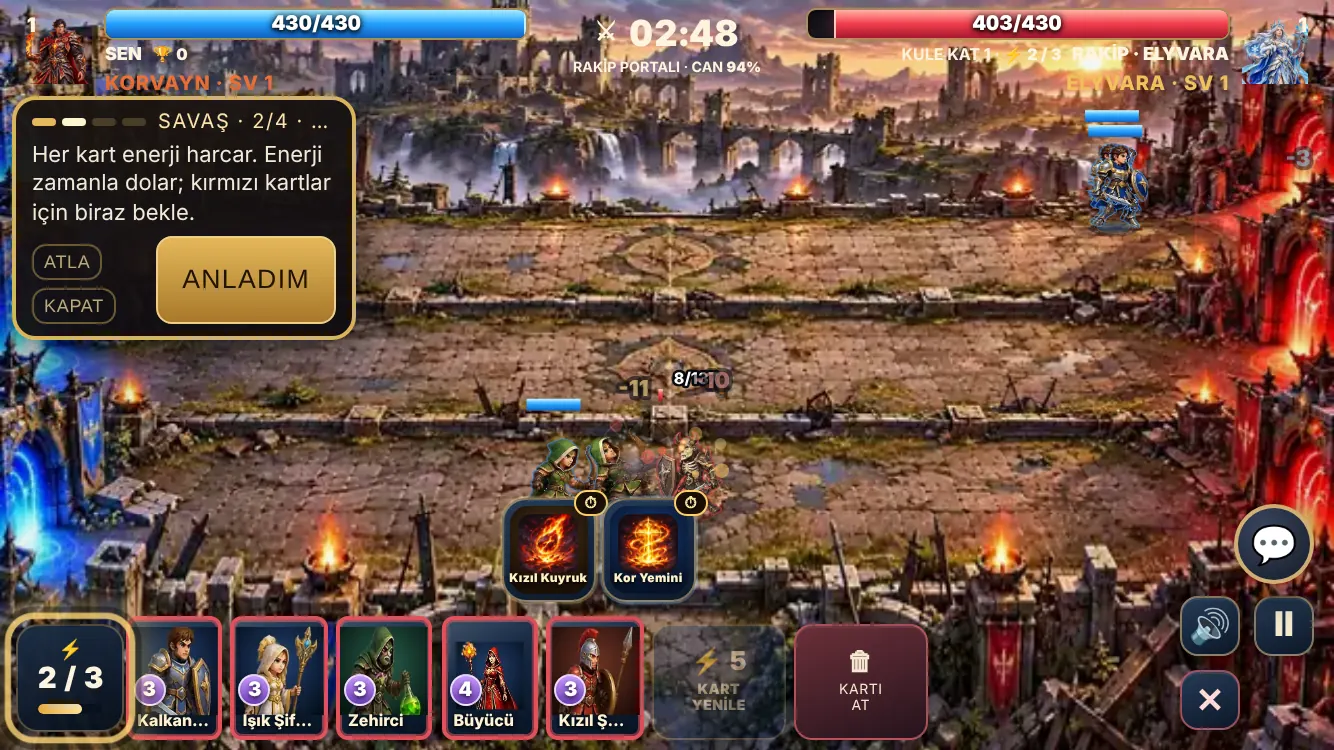 1
430/430
SEN 🏆 0
KORVAYN · SV 1
02:48
RAKİP PORTALI · CAN 94%
403/430
1
KULE KAT 1 · ⚡ 2/3 RAKİP · ELYVARA
ELYVARA · SV 1
SAVAŞ · 2/4 · ...
Her kart enerji harcar. Enerji
zamanla dolar; kırmızı kartlar
için biraz bekle.
ATLA
KAPAT
ANLADIM
-3
-11
10
Kızıl Kuyruk
Kor Yemini
2 / 3
3
Kalkan...
3
Işık Şif...
3
Zehirci
4
Büyücü
3
Kızıl Ş...
⚡ 5
KART
YENİLE
KARTI
AT